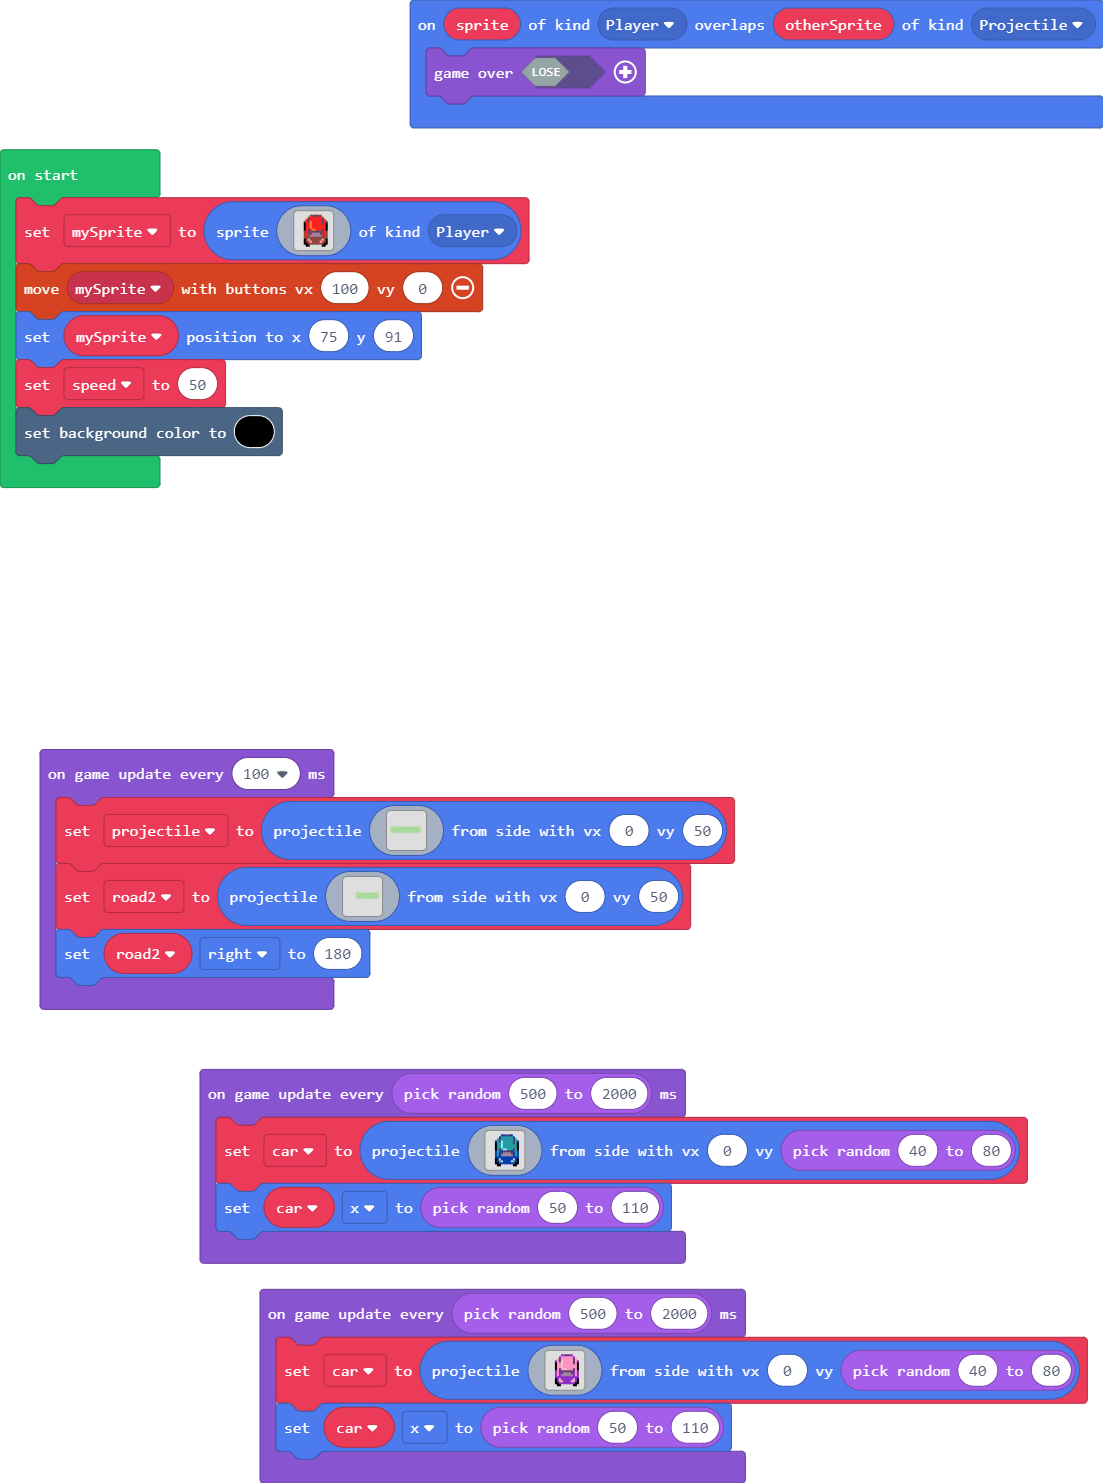 on sprite of kind Player overlaps otherSprite of kind Projectile
game over LOSE
on start
set mySprite to sprite of kind Player
move mySprite with buttons vx 100 vy 0
set mySprite position to x 75 y 91
set speed to 50
set background color to
on game update every 100 ms
set projectile to projectile from side with vx 0 vy 50
set road2 to projectile from side with vx 0 vy 50
set road2 right to 180
on game update every pick random 500 to 2000 ms
set car to projectile from side with vx 0 vy pick random 40 to 80
set car x to pick random 50 to 110
on game update every pick random 500 to 2000 ms
set car to projectile from side with vx 0 vy pick random 40 to 80
set car x to pick random 50 to 110